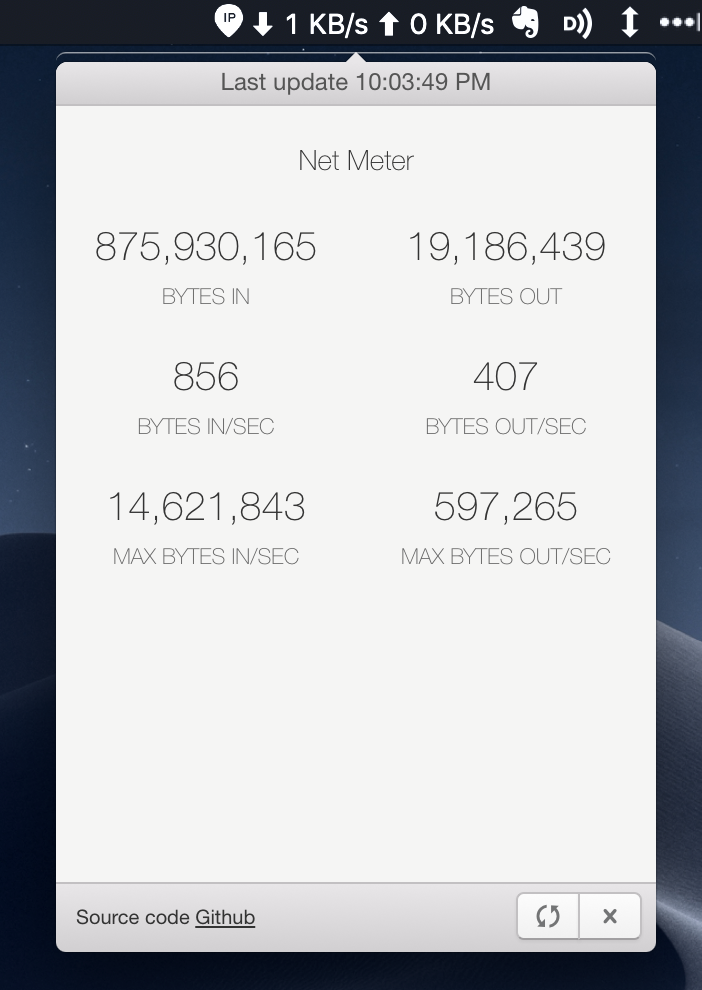 IP 1 KB/s 0 KB/s D
Last update 10:03:49 PM
Net Meter
875,930,165 19,186,439
BYTES IN BYTES OUT
856 407
BYTES IN/SEC BYTES OUT/SEC
14,621,843 597,265
MAX BYTES IN/SEC MAX BYTES OUT/SEC
Source code Github